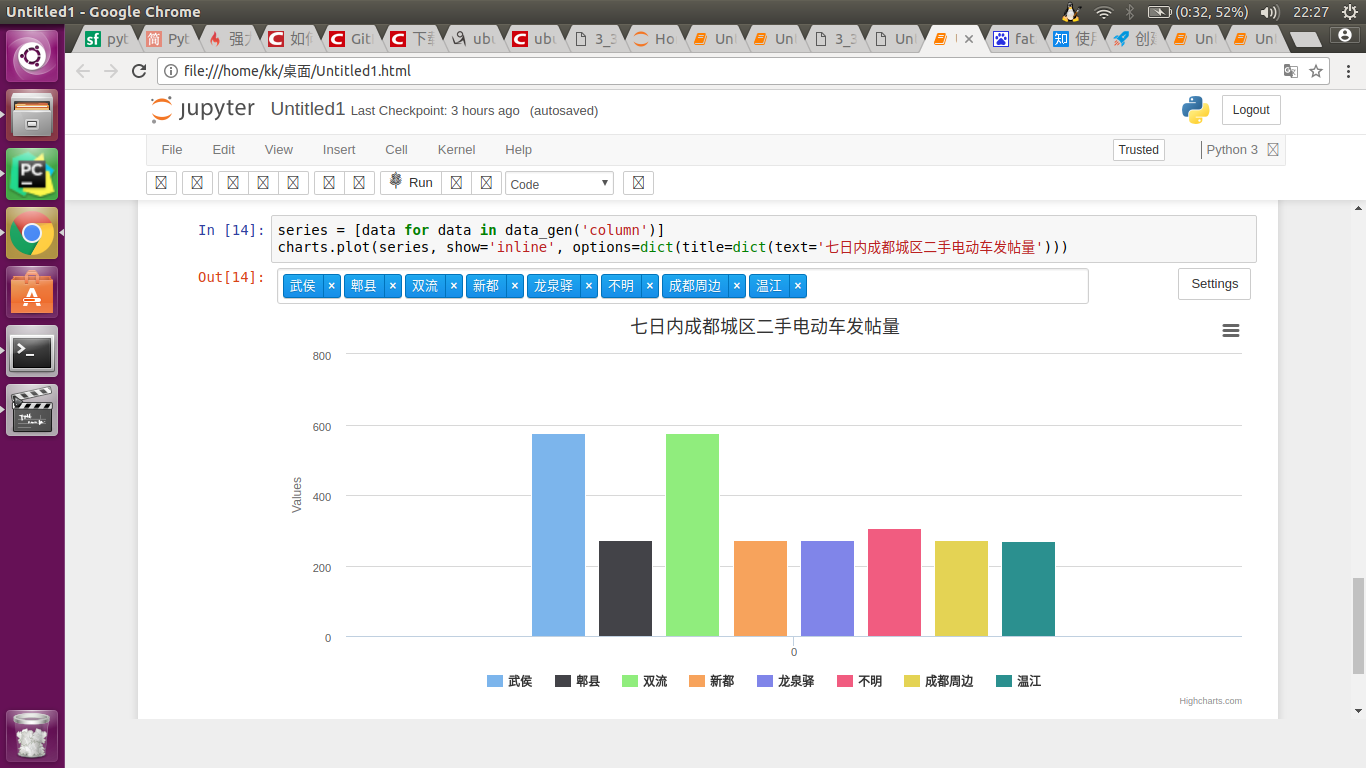 Untitled1 - Google Chrome
(0:32, 52%)
22:27
sf pyt
简 Pyt
强大
C 如何
C Git
C 下载
ubu
C ubu
3_3
Ho
Unt
Unt
3_3
Unt
U
fat
知 使用
创建
Unt
Unt
file:///home/kk/桌面/Untitled1.html
jupyter
Untitled1 Last Checkpoint: 3 hours ago (autosaved)
Logout
File Edit View Insert Cell Kernel Help
Trusted
Python 3
Run
Code
PC
In [14]:
series = [data for data in data_gen('column')]
charts.plot(series, show='inline', options=dict(title=dict(text='七日内成都城区二手电动车发帖量')))
Out[14]:
武侯 × 郫县 × 双流 × 新都 × 龙泉驿 × 不明 × 成都周边 × 温江 ×
Settings
七日内成都城区二手电动车发帖量
800
600
400
200
0
Values
0
武侯 郫县 双流 新都 龙泉驿 不明 成都周边 温江
Highcharts.com